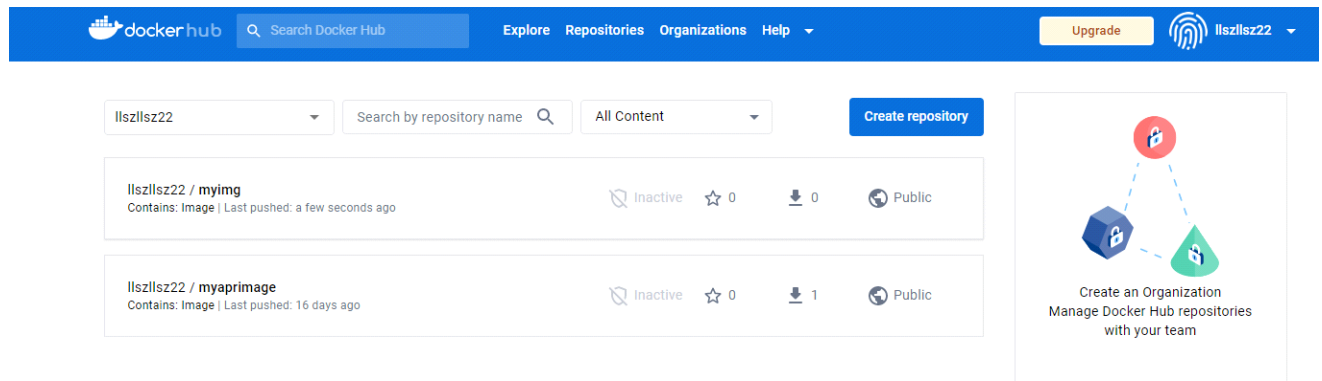 dockerhub Search Docker Hub Explore Repositories Organizations Help Upgrade llszllsz22
llszllsz22 Search by repository name All Content Create repository
llszllsz22 / myimg
Contains: Image | Last pushed: a few seconds ago
Inactive 0 0 Public
llszllsz22 / myaprimage
Contains: Image | Last pushed: 16 days ago
Inactive 0 1 Public
Create an Organization
Manage Docker Hub repositories
with your team